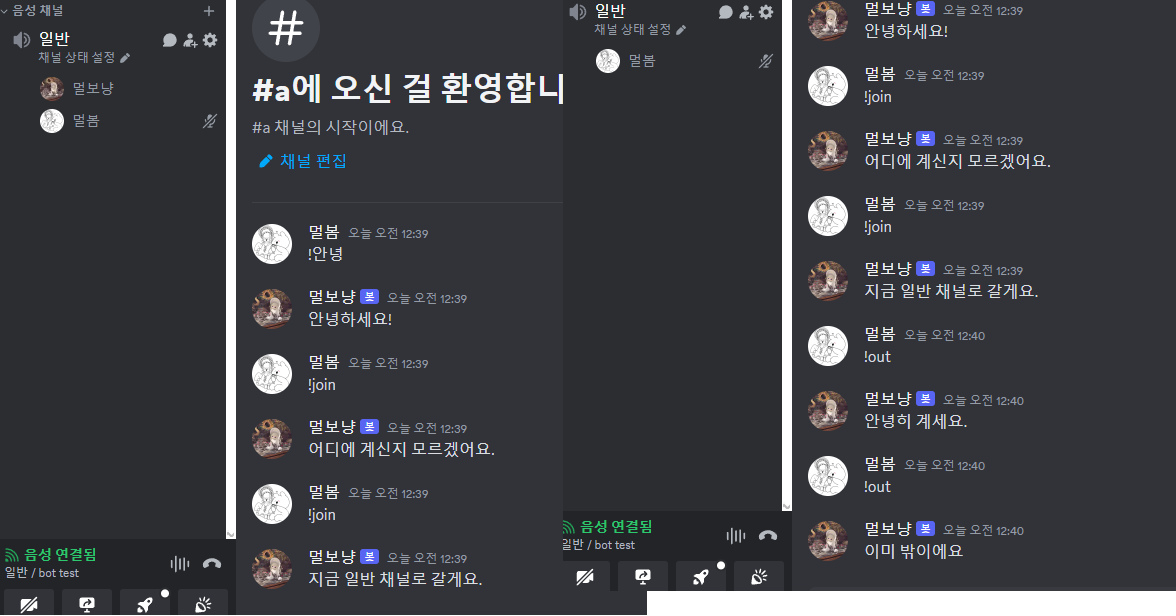 음성 채널
일반
채널 상태 설정
멀보냥
멀봄
음성 연결됨
일반 / bot test
#
#a에 오신 걸 환영합니
#a 채널의 시작이에요.
채널 편집
멀봄 오늘 오전 12:39
!안녕
멀보냥 봇 오늘 오전 12:39
안녕하세요!
멀봄 오늘 오전 12:39
!join
멀보냥 봇 오늘 오전 12:39
어디에 계신지 모르겠어요.
멀봄 오늘 오전 12:39
!join
멀보냥 봇 오늘 오전 12:39
지금 일반 채널로 갈게요.
일반
채널 상태 설정
멀봄
음성 연결됨
일반 / bot test
멀보냥 봇 오늘 오전 12:39
안녕하세요!
멀봄 오늘 오전 12:39
!join
멀보냥 봇 오늘 오전 12:39
어디에 계신지 모르겠어요.
멀봄 오늘 오전 12:39
!join
멀보냥 봇 오늘 오전 12:39
지금 일반 채널로 갈게요.
멀봄 오늘 오전 12:40
!out
멀보냥 봇 오늘 오전 12:40
안녕히 계세요.
멀봄 오늘 오전 12:40
!out
멀보냥 봇 오늘 오전 12:40
이미 밖이에요